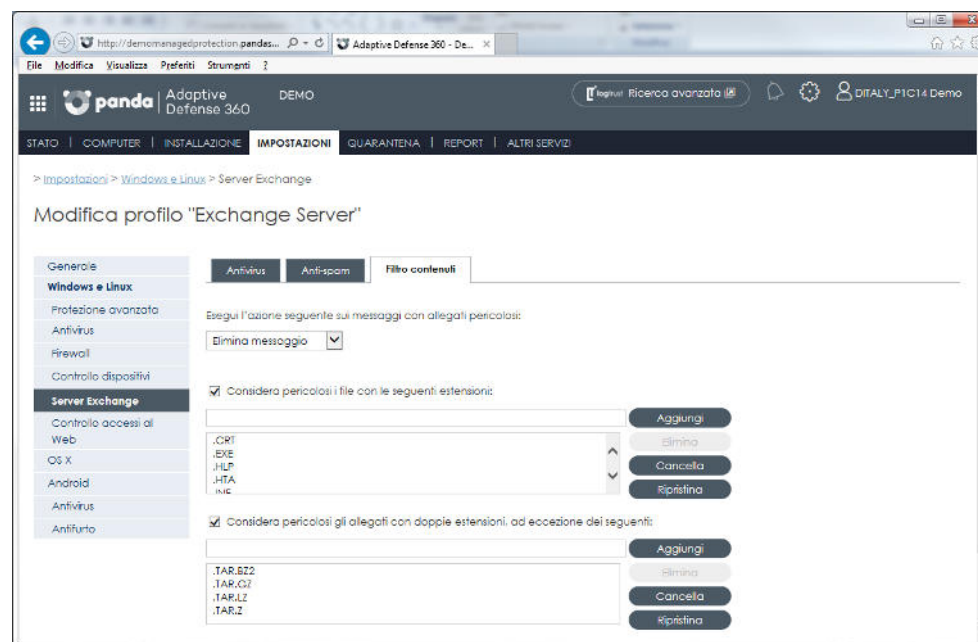 http://demomanagedprotection.pandas...
Adaptive Defense 360 - De... ×
File Modifica Visualizza Preferiti Strumenti ?
panda Adaptive Defense 360
DEMO
Ricerca avanzata
DITALY_P1C14 Demo
STATO | COMPUTER | INSTALLAZIONE IMPOSTAZIONI QUARANTENA | REPORT | ALTRI SERVIZI
> Impostazioni > Windows e Linux > Server Exchange
Modifica profilo "Exchange Server"
Generale
Windows e Linux
Protezione avanzata
Antivirus
Firewall
Controllo dispositivi
Server Exchange
Controllo accessi al
Web
OS X
Android
Antivirus
Antifurto
Antivirus
Anti-spam
Filtro contenuti
Esegui l'azione seguente sui messaggi con allegati pericolosi:
Elimina messaggio
Considera pericolosi i file con le seguenti estensioni:
Aggiungi
.CRT
.EXE
.HLP
.HTA
.INF
Elimina
Cancella
Ripristina
Considera pericolosi gli allegati con doppie estensioni, ad eccezione dei seguenti:
Aggiungi
.TAR.BZ2
.TAR.GZ
.TAR.LZ
.TAR.Z
Elimina
Cancella
Ripristina